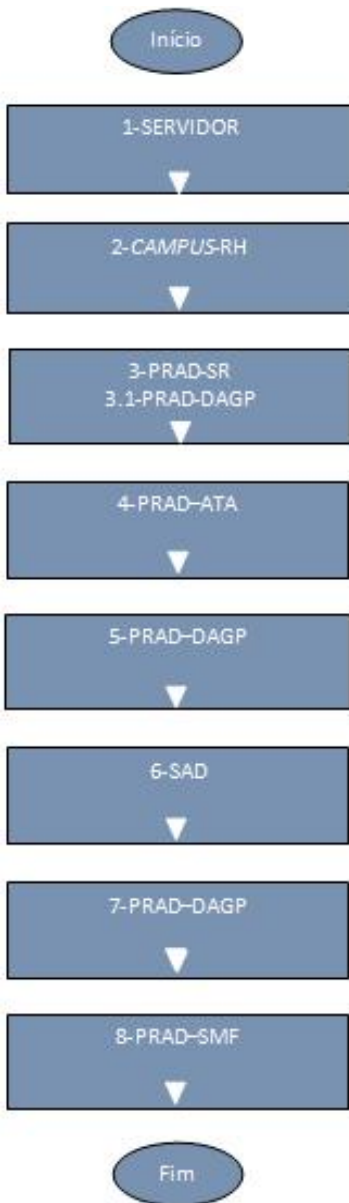 Início
1-SERVIDOR
2-CAMPUS-RH
3-PRAD-SR
3.1-PRAD-DAGP
4-PRAD–ATA
5-PRAD–DAGP
6-SAD
7-PRAD–DAGP
8-PRAD–SMF
Fim